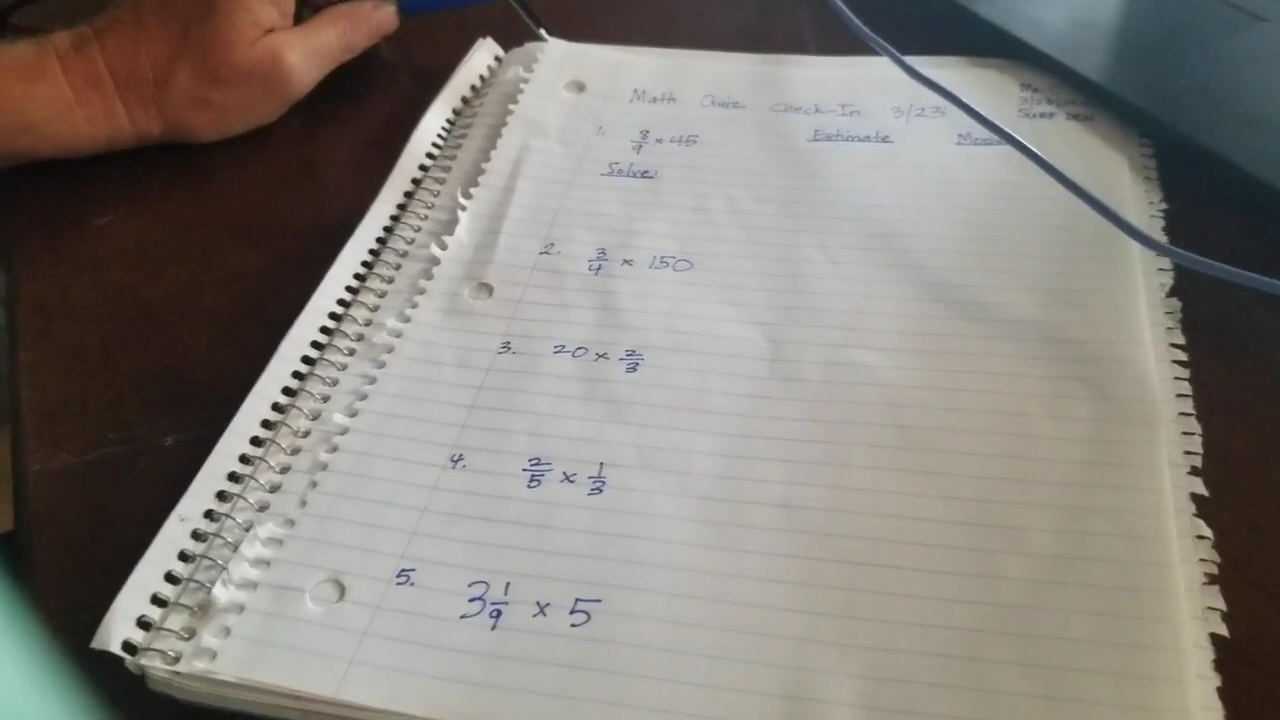 Math Quiz Check-In 3/23
1. 8/9 × 45 Estimate
Solve:
2. 3/4 × 150
3. 20 × 2/3
4. 2/5 × 1/3
5. 3 1/9 × 5